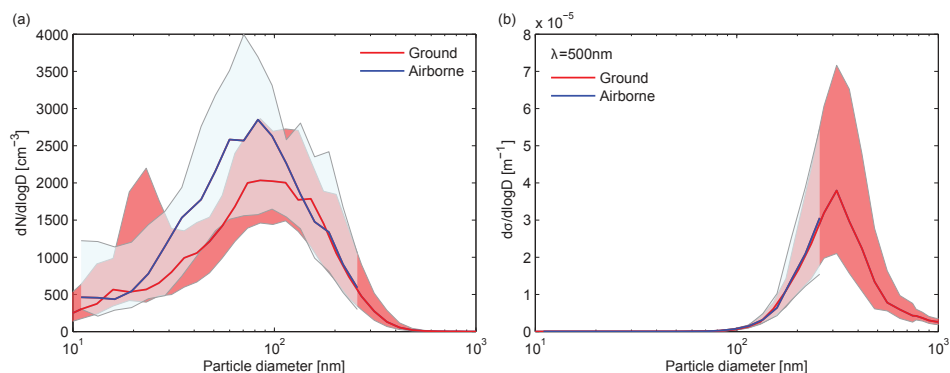 (a)
4000
3500
3000
2500
2000
1500
1000
500
0
dN/dlogD [cm⁻³]
Ground
Airborne
10¹
10²
10³
Particle diameter [nm]
(b)
x 10⁻⁵
8
7
6
5
4
3
2
1
0
dσ/dlogD [m⁻¹]
λ=500nm
Ground
Airborne
10¹
10²
10³
Particle diameter [nm]